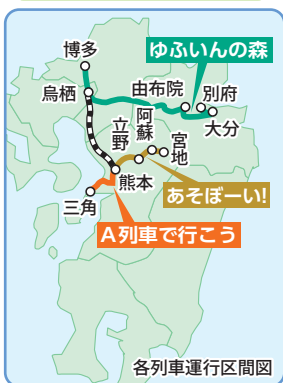 博多
ゆふいんの森
鳥栖
由布院
別府
大分
立野
阿蘇
宮地
熊本
あそぼーい!
三角
A列車で行こう
各列車運行区間図